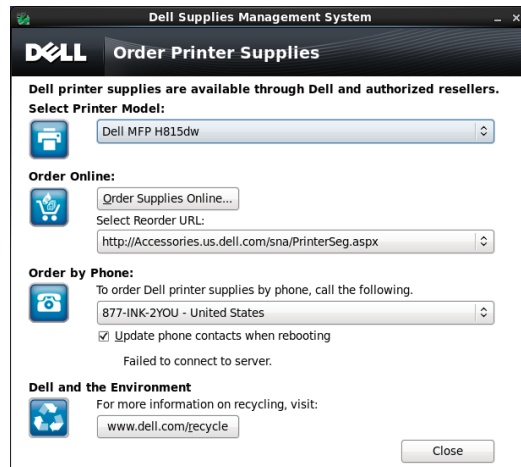 Dell Supplies Management System
DELL Order Printer Supplies
Dell printer supplies are available through Dell and authorized resellers.
Select Printer Model:
Dell MFP H815dw
Order Online:
Order Supplies Online...
Select Reorder URL:
http://Accessories.us.dell.com/sna/PrinterSeg.aspx
Order by Phone:
To order Dell printer supplies by phone, call the following.
877-INK-2YOU - United States
Update phone contacts when rebooting
Failed to connect to server.
Dell and the Environment
For more information on recycling, visit:
www.dell.com/recycle
Close